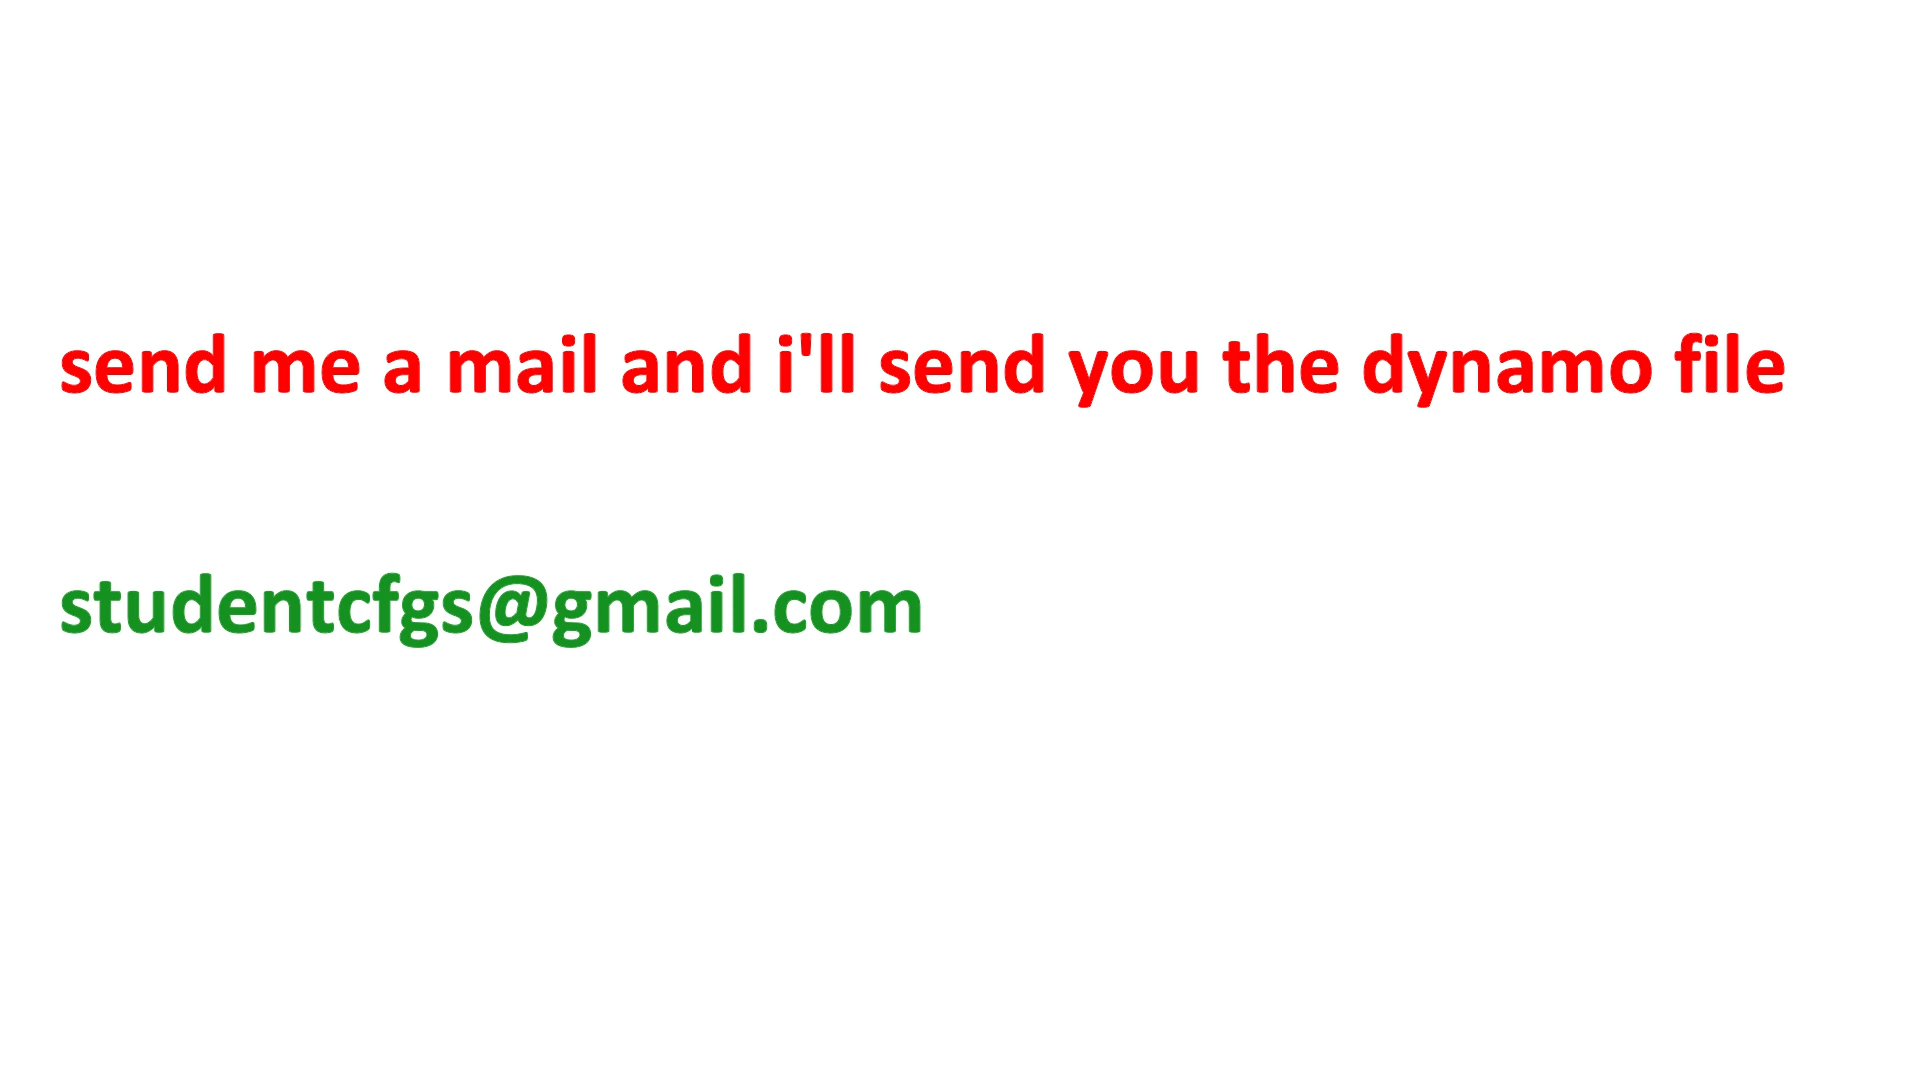 send me a mail and i'll send you the dynamo file
studentcfgs@gmail.com